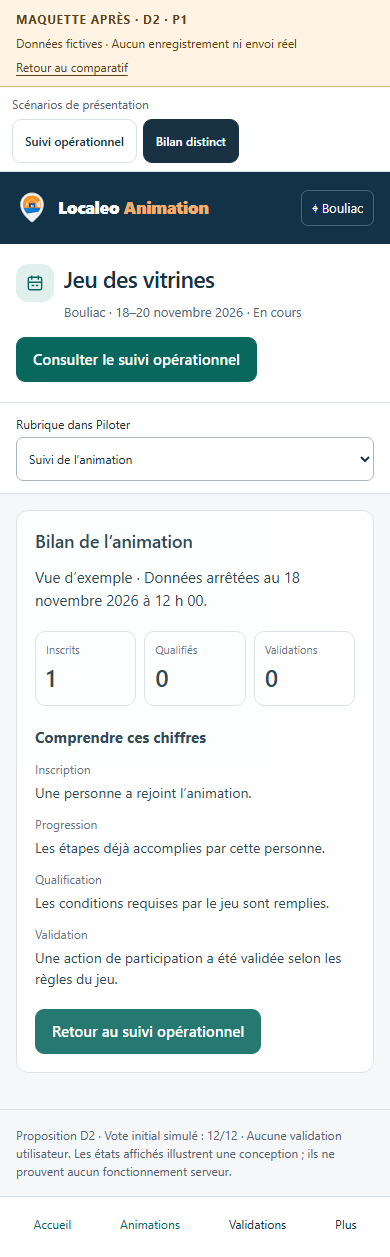 MAQUETTE APRÈS · D2 · P1
Données fictives · Aucun enregistrement ni envoi réel
Retour au comparatif
Scénarios de présentation
Suivi opérationnel
Bilan distinct
Localeo Animation
Bouliac
Jeu des vitrines
Bouliac · 18–20 novembre 2026 · En cours
Consulter le suivi opérationnel
Rubrique dans Piloter
Suivi de l’animation
Bilan de l’animation
Vue d’exemple · Données arrêtées au 18
novembre 2026 à 12 h 00.
Inscrits
Qualifiés
Validations
1
0
0
Comprendre ces chiffres
Inscription
Une personne a rejoint l’animation.
Progression
Les étapes déjà accomplies par cette personne.
Qualification
Les conditions requises par le jeu sont remplies.
Validation
Une action de participation a été validée selon les
règles du jeu.
Retour au suivi opérationnel
Proposition D2 · Vote initial simulé : 12/12 · Aucune validation
utilisateur. Les états affichés illustrent une conception ; ils ne
prouvent aucun fonctionnement serveur.
Accueil
Animations
Validations
Plus